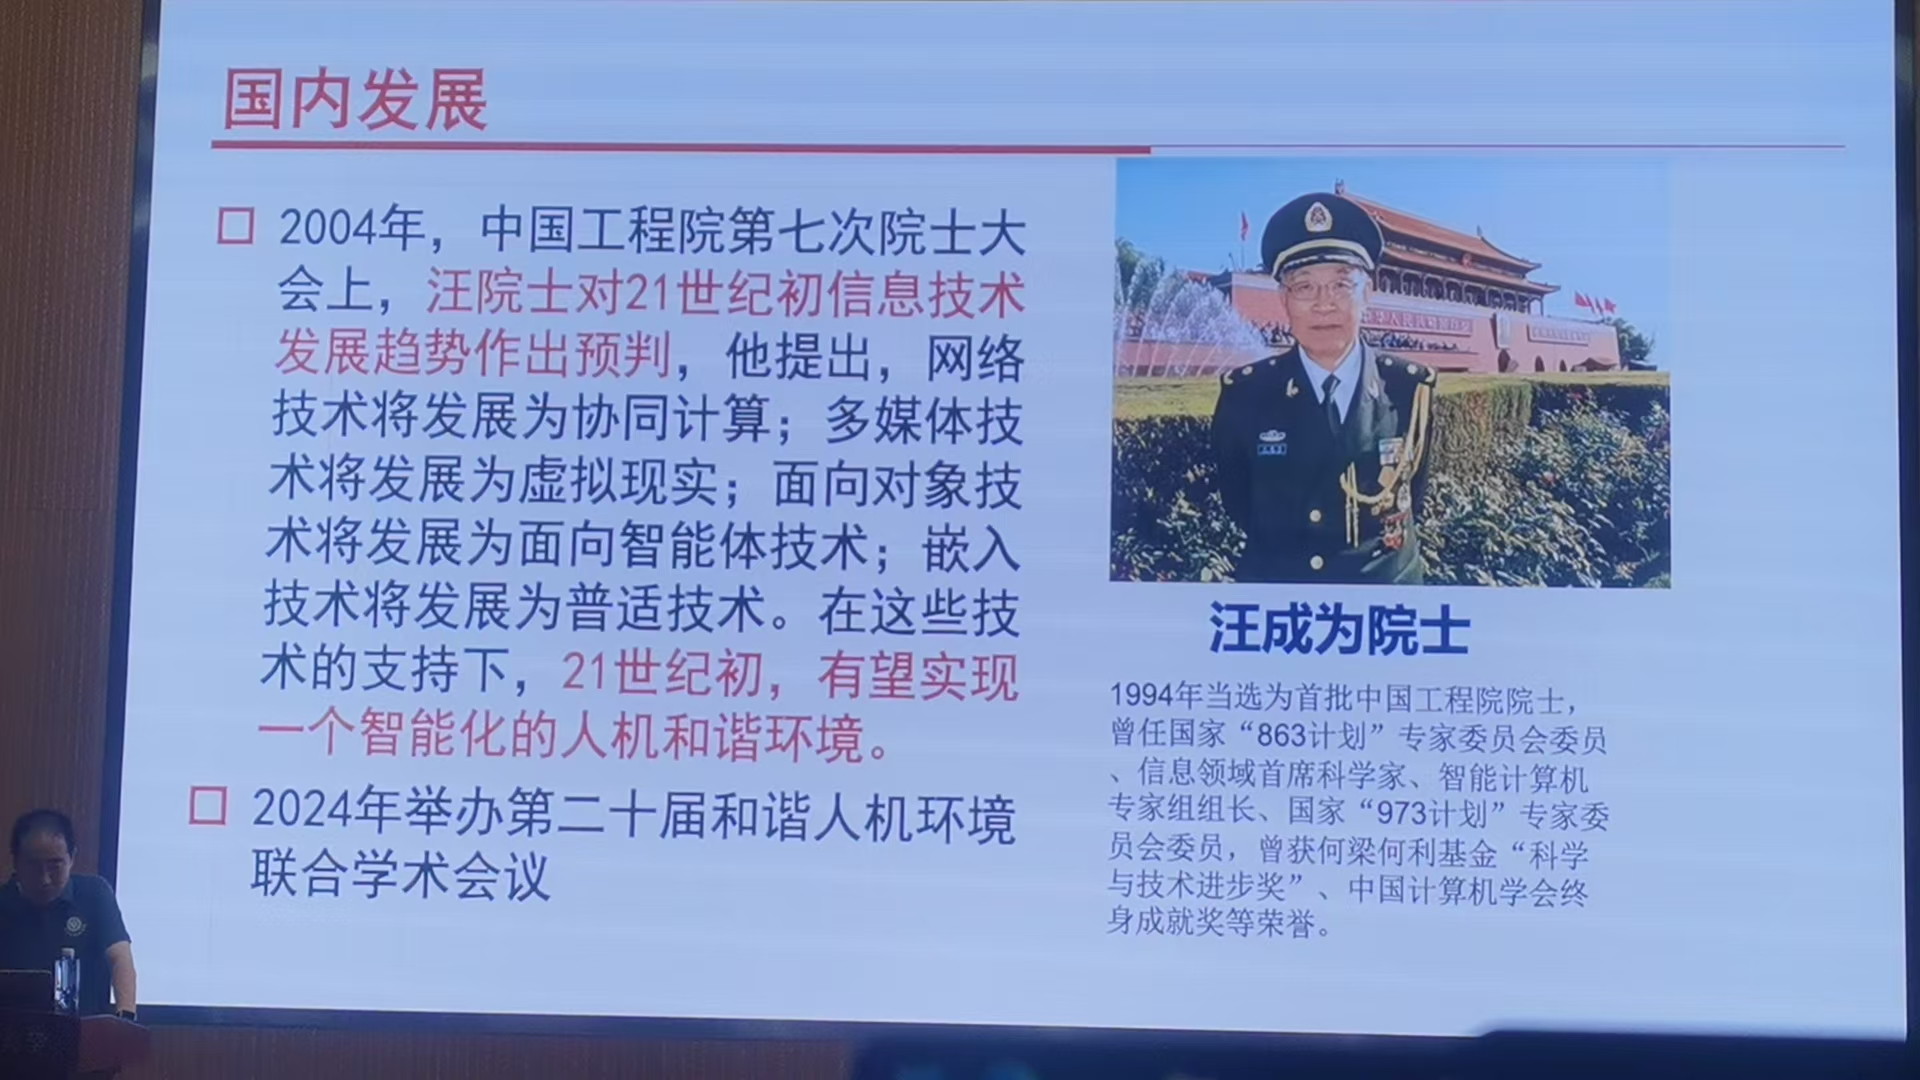 国内发展
2004年，中国工程院第七次院士大
会上，汪院士对21世纪初信息技术
发展趋势作出预判，他提出，网络
技术将发展为协同计算；多媒体技
术将发展为虚拟现实；面向对象技
术将发展为面向智能体技术；嵌入
技术将发展为普适技术。在这些技
术的支持下，21世纪初，有望实现
一个智能化的人机和谐环境。
2024年举办第二十届和谐人机环境
联合学术会议
汪成为院士
1994年当选为首批中国工程院院士，
曾任国家“863计划”专家委员会委员
、信息领域首席科学家、智能计算机
专家组组长、国家“973计划”专家委
员会委员，曾获何梁何利基金“科学
与技术进步奖”、中国计算机学会终
身成就奖等荣誉。